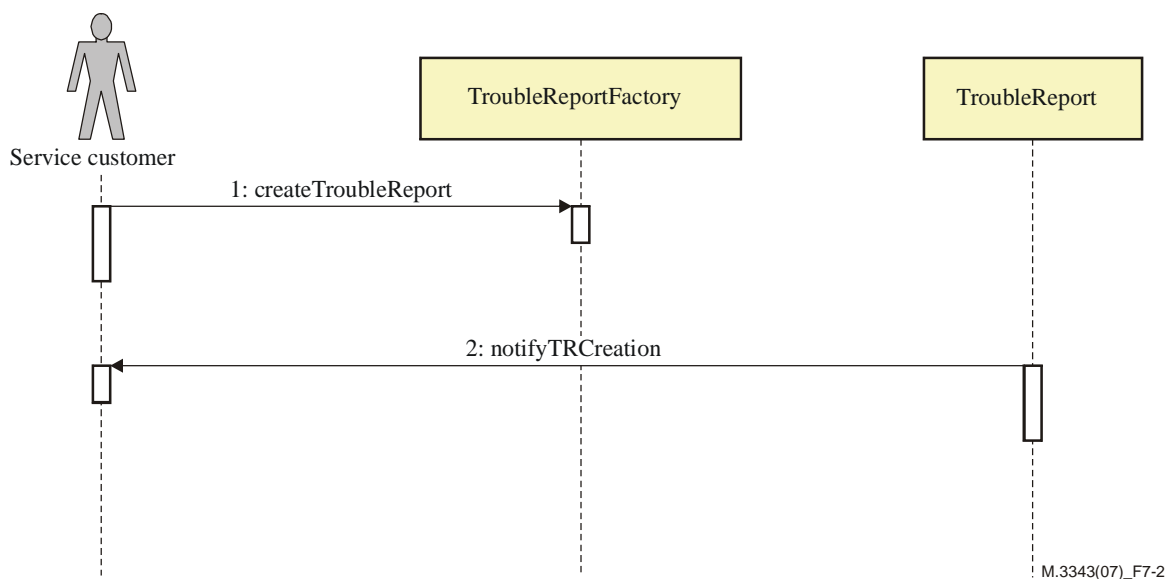 TroubleReportFactory
TroubleReport
Service customer
1: createTroubleReport
2: notifyTRCreation
M.3343(07)_F7-2